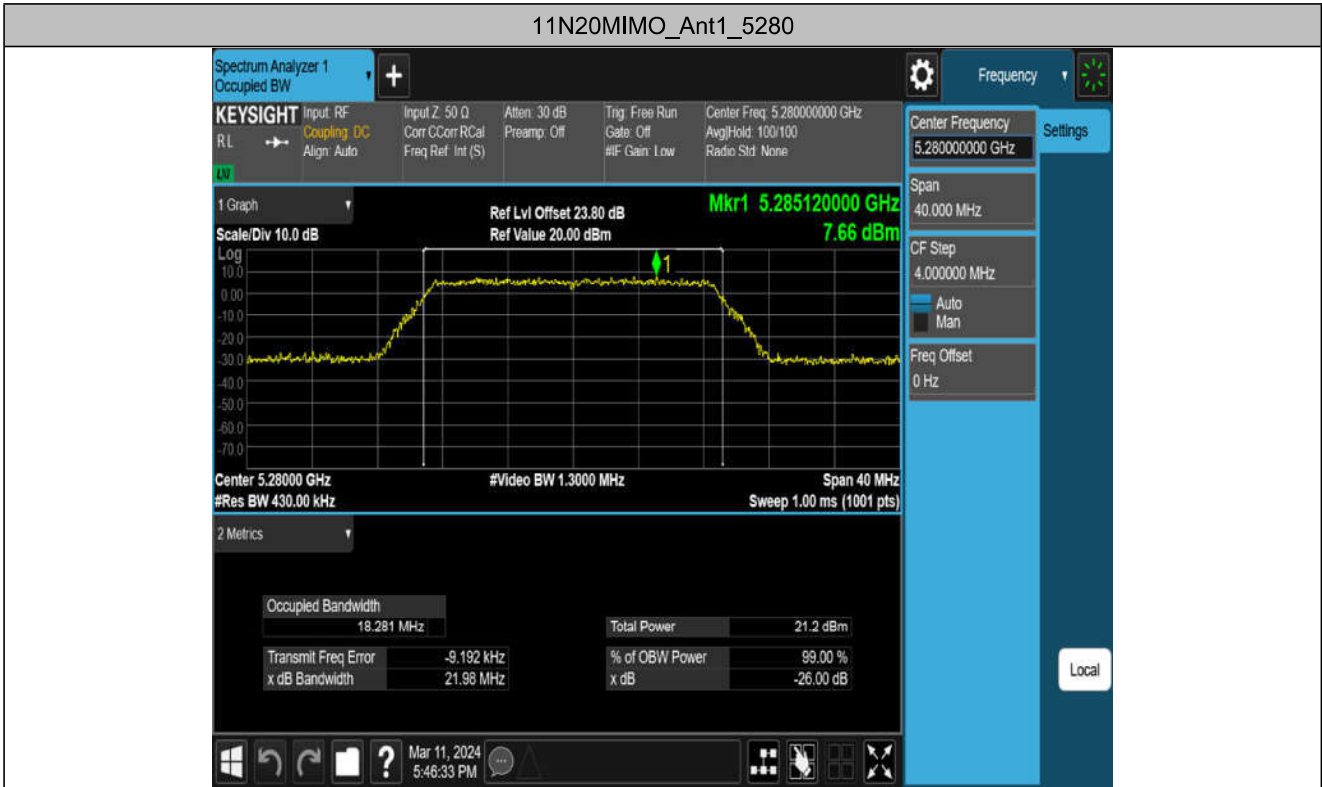 11N20MIMO_Ant1_5280
Spectrum Analyzer 1
Occupied BW
+
Frequency
KEYSIGHT
RL
Input: RF
Coupling: DC
Align: Auto
Input Z: 50 Ω
Corr CCorr RCal
Freq Ref: Int (S)
Atten: 30 dB
Preamp: Off
Trig: Free Run
Gate: Off
#IF Gain: Low
Center Freq: 5.280000000 GHz
Avg|Hold: 100/100
Radio Std: None
Center Frequency
5.280000000 GHz
Settings
Span
40.000 MHz
CF Step
4.000000 MHz
Auto
Man
Freq Offset
0 Hz
Local
1 Graph
Scale/Div 10.0 dB
Ref Lvl Offset 23.80 dB
Ref Value 20.00 dBm
Mkr1 5.285120000 GHz
7.66 dBm
Log
10.0
0.00
-10.0
-20.0
-30.0
-40.0
-50.0
-60.0
-70.0
1
Center 5.28000 GHz
#Video BW 1.3000 MHz
Span 40 MHz
#Res BW 430.00 kHz
Sweep 1.00 ms (1001 pts)
2 Metrics
Occupied Bandwidth
18.281 MHz
Total Power 21.2 dBm
Transmit Freq Error -9.192 kHz
% of OBW Power 99.00 %
x dB Bandwidth 21.98 MHz
x dB -26.00 dB
?
Mar 11, 2024
5:46:33 PM